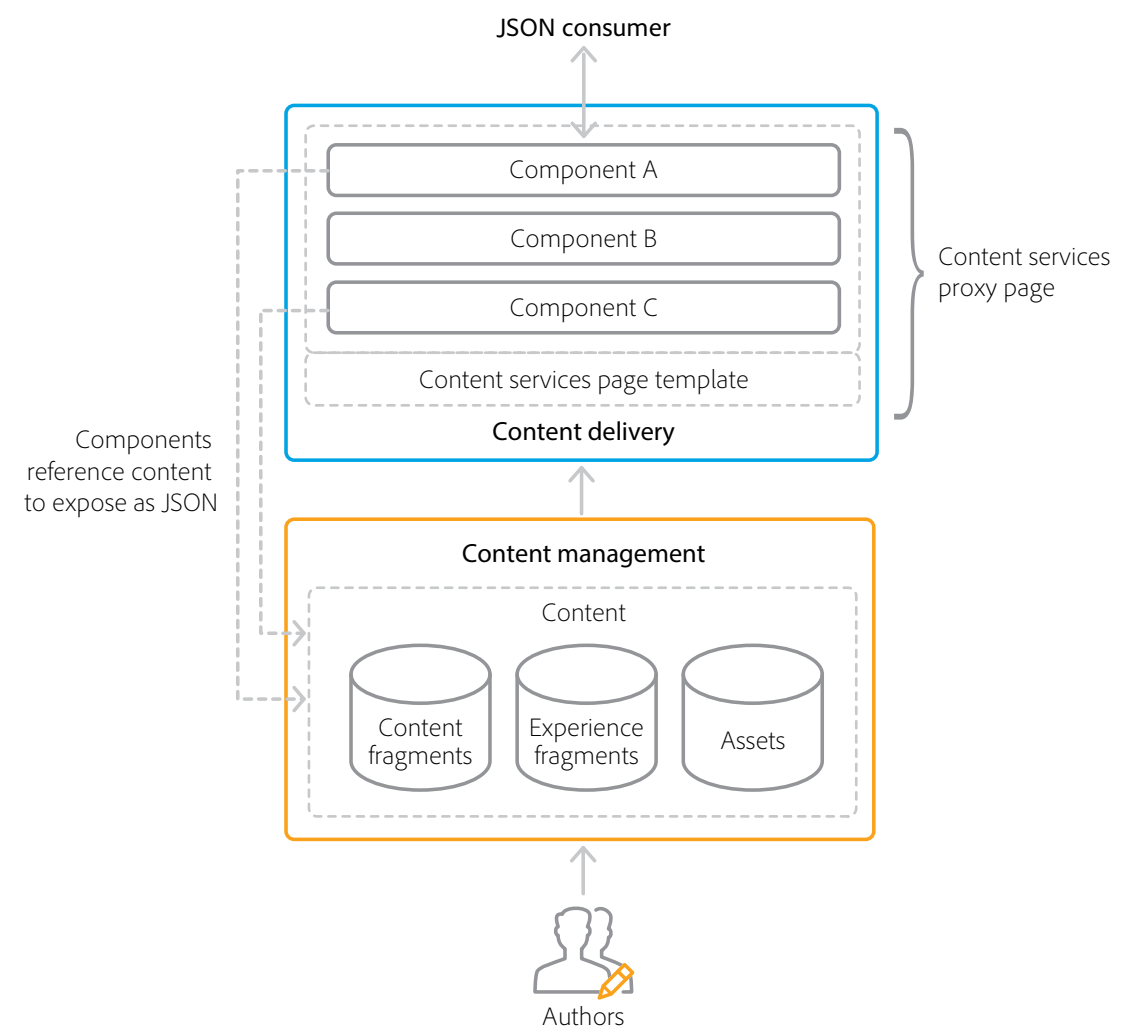 JSON consumer
Component A
Component B
Component C
Content services page template
Content delivery
Content services
proxy page
Components
reference content
to expose as JSON
Content management
Content
Content
fragments
Experience
fragments
Assets
Authors